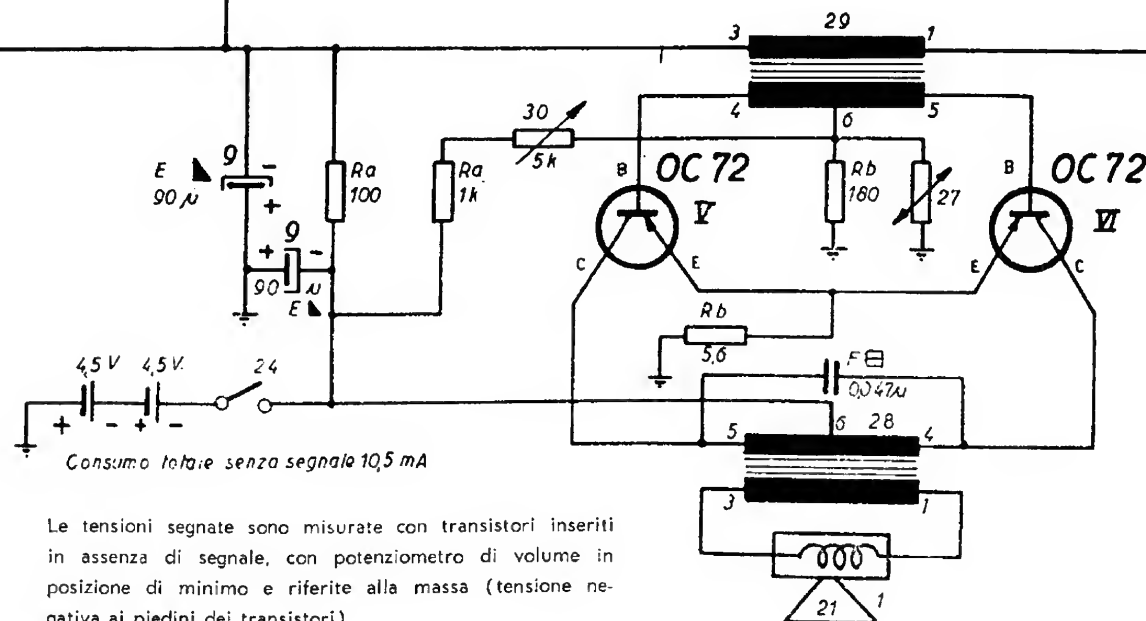 3 29 1
4 6 5
30
5k
E 9 -
90 µ
+
Ra
100
Ra
1k
B OC 72
V
C E
Rb
160
27
B OC 72
VI
E C
+ 9 -
90 µ
E
Rb
5,6
F
0,047µ
4,5 V 4,5 V. 24
+ - + -
5 6 28 4
3 1
21 1
Consumo totale senza segnale 10,5 mA
Le tensioni segnate sono misurate con transistori inseriti
in assenza di segnale, con potenziometro di volume in
posizione di minimo e riferite alla massa (tensione ne-
gativa ai piedini dei transistori)